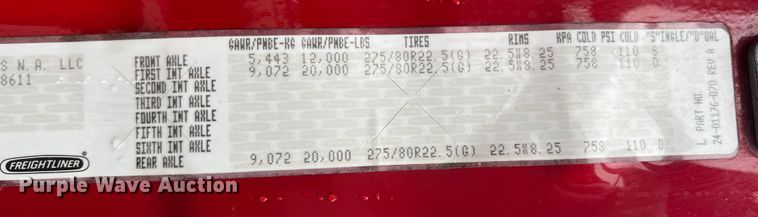 GAWR/PNBE-KG GAWR/PNBE-LBS TIRES RIMS KPA COLD PSI COLD "S"INGLE/"D"UAL
S N.A. LLC
8611
FRONT AXLE 5,443 12,000 275/80R22.5(G) 22.5X8.25 758 110 S
FIRST INT AXLE 9,072 20,000 275/80R22.5(G) 22.5X8.25 758 110 D
SECOND INT AXLE
THIRD INT AXLE
FOURTH INT AXLE
FIFTH INT AXLE
SIXTH INT AXLE
REAR AXLE 9,072 20,000 275/80R22.5(G) 22.5X8.25 758 110 D
L PART NO.
24-01176-070 REV A
FREIGHTLINER
Purple Wave Auction